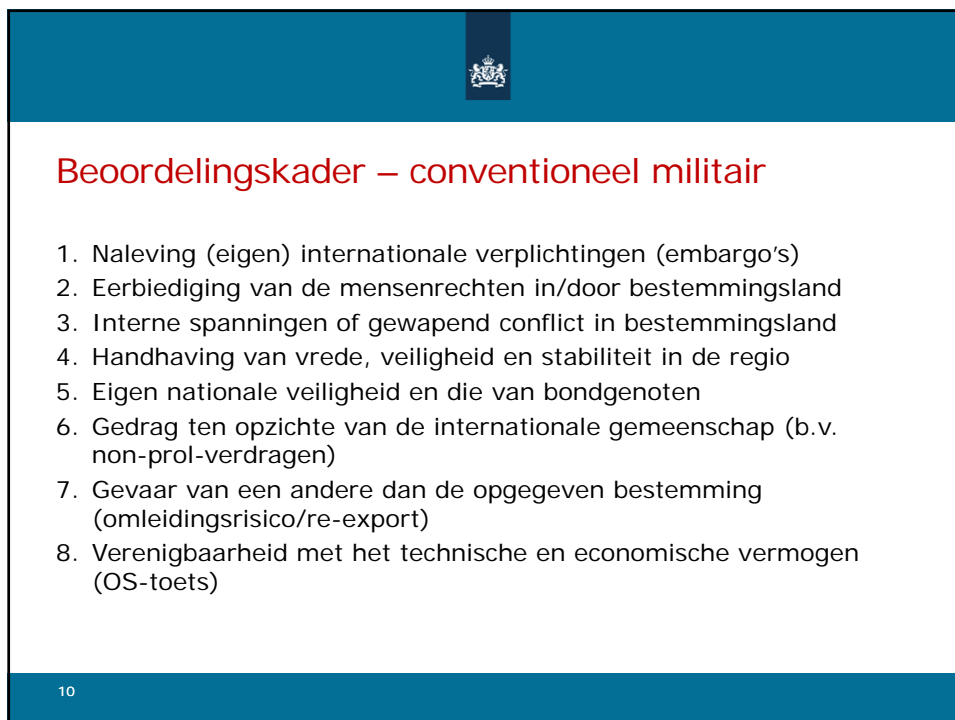 Beoordelingskader – conventioneel militair
1. Naleving (eigen) internationale verplichtingen (embargo's)
2. Eerbiediging van de mensenrechten in/door bestemmingsland
3. Interne spanningen of gewapend conflict in bestemmingsland
4. Handhaving van vrede, veiligheid en stabiliteit in de regio
5. Eigen nationale veiligheid en die van bondgenoten
6. Gedrag ten opzichte van de internationale gemeenschap (b.v.
non-prol-verdragen)
7. Gevaar van een andere dan de opgegeven bestemming
(omleidingsrisico/re-export)
8. Verenigbaarheid met het technische en economische vermogen
(OS-toets)
10